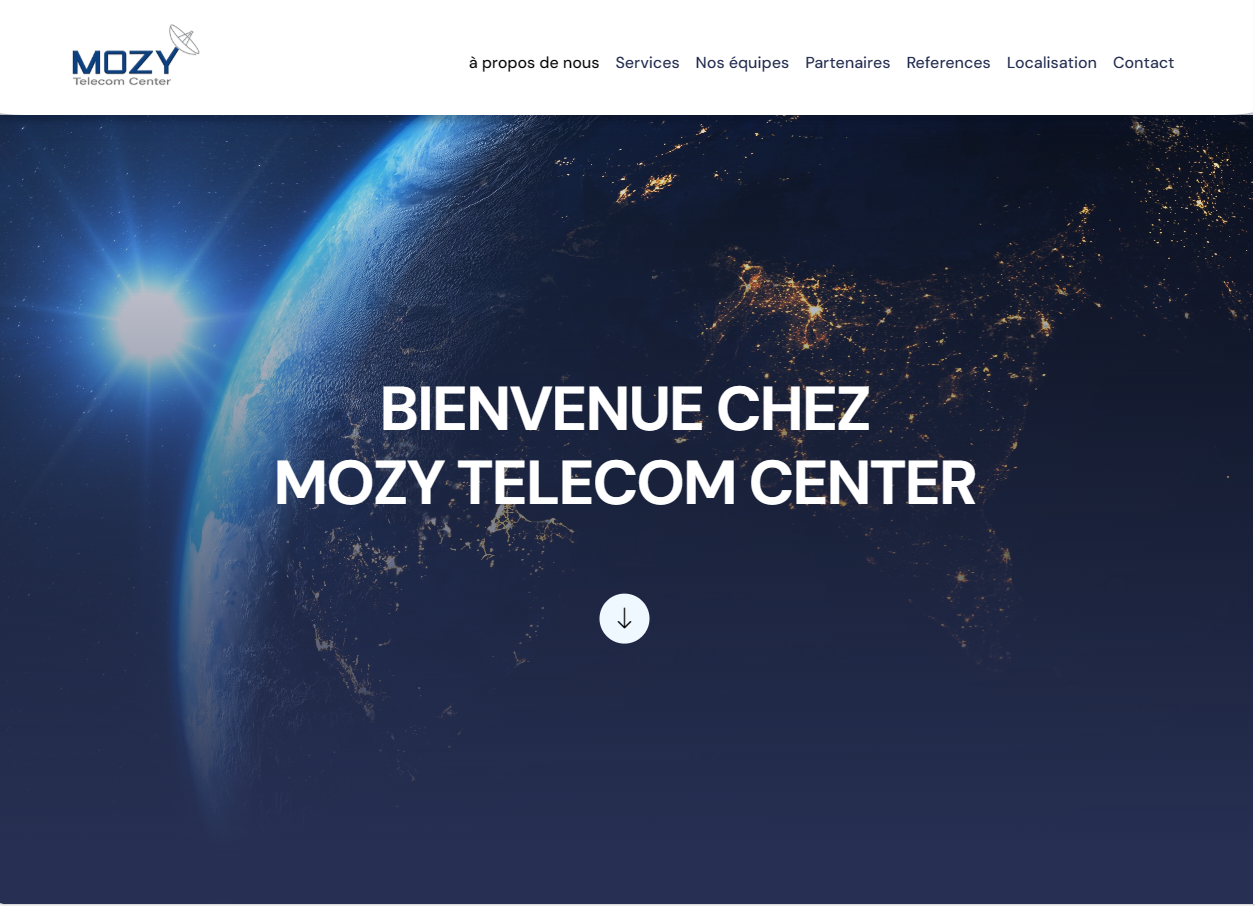 MOZY
Telecom Center
à propos de nous Services Nos équipes Partenaires References Localisation Contact
BIENVENUE CHEZ
MOZY TELECOM CENTER